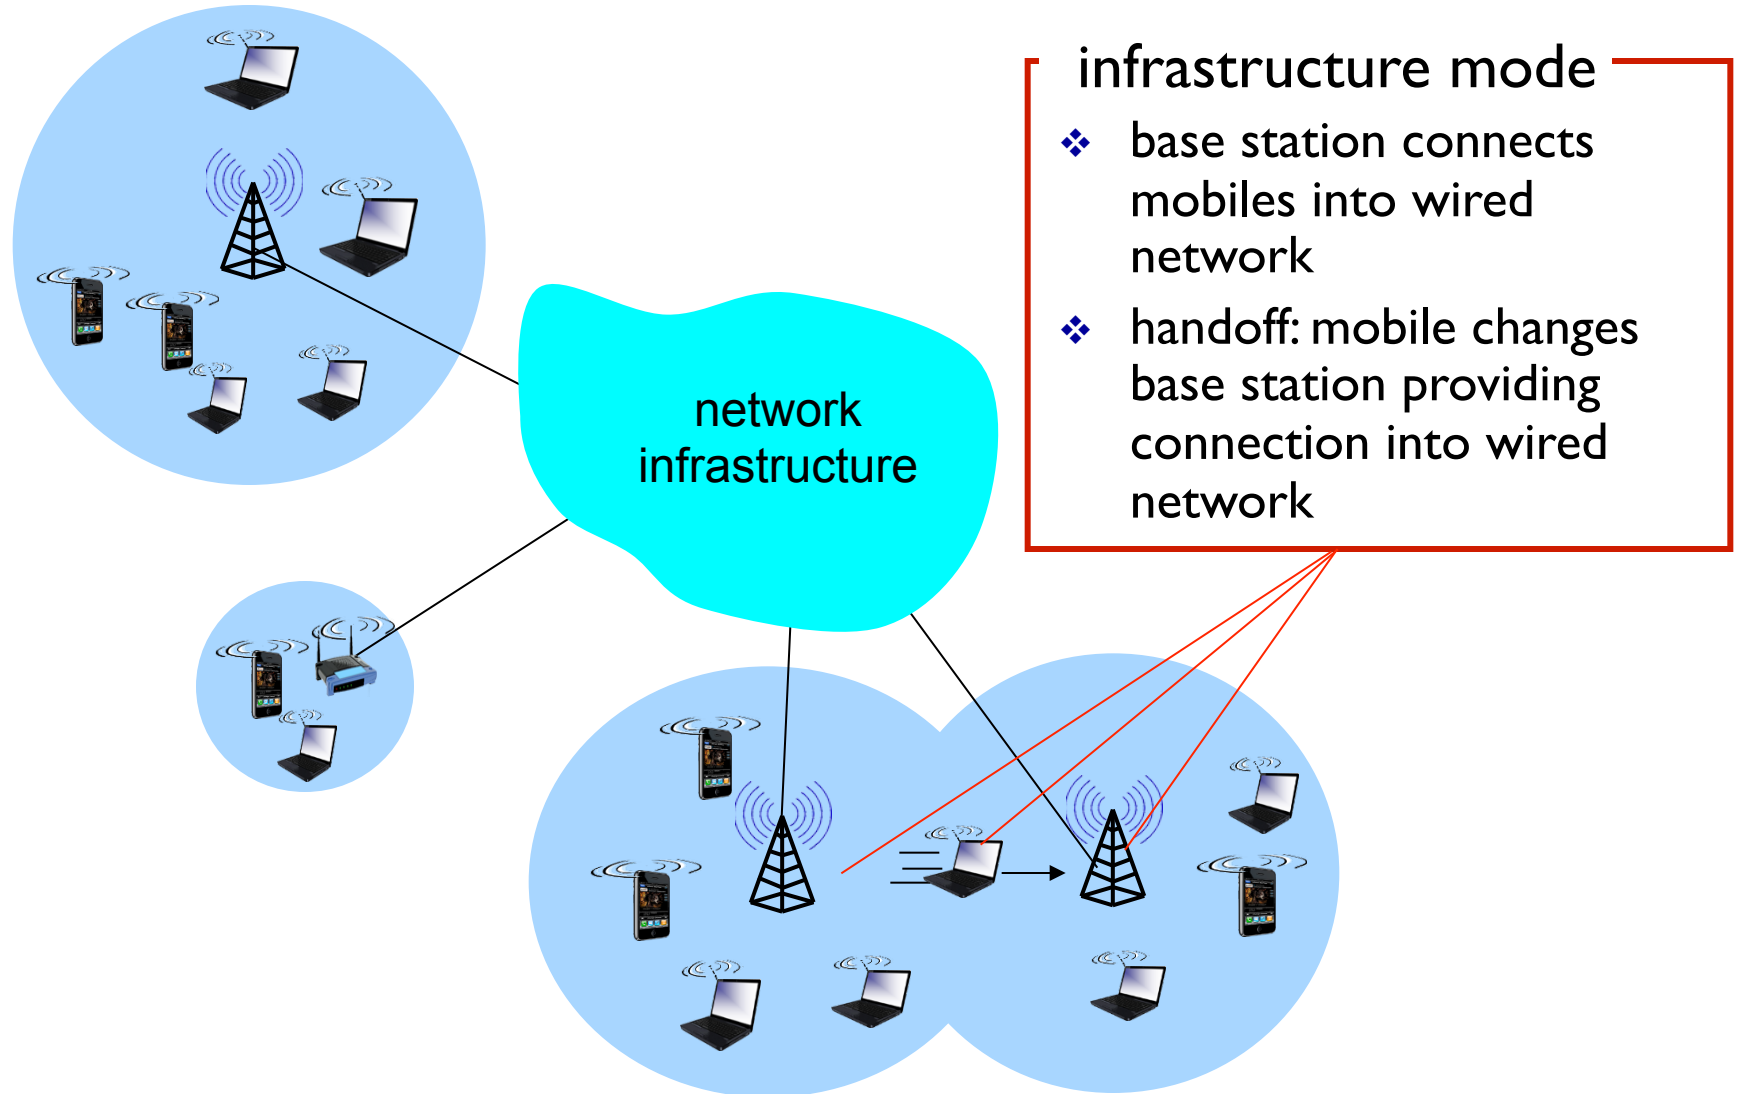 infrastructure mode
❖ base station connects
mobiles into wired
network
❖ handoff: mobile changes
base station providing
connection into wired
network
network
infrastructure